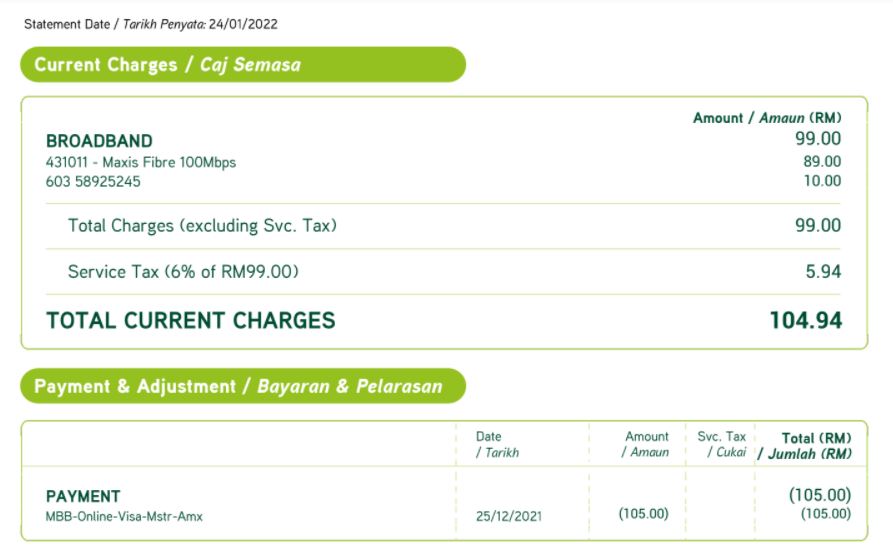 Statement Date / Tarikh Penyata: 24/01/2022
Current Charges / Caj Semasa
Amount / Amaun (RM)
BROADBAND 99.00
431011 - Maxis Fibre 100Mbps 89.00
603 58925245 10.00
Total Charges (excluding Svc. Tax) 99.00
Service Tax (6% of RM99.00) 5.94
TOTAL CURRENT CHARGES 104.94
Payment & Adjustment / Bayaran & Pelarasan
Date Amount Svc. Tax Total (RM)
/ Tarikh / Amaun / Cukai / Jumlah (RM)
PAYMENT (105.00)
MBB-Online-Visa-Mstr-Amx 25/12/2021 (105.00) (105.00)